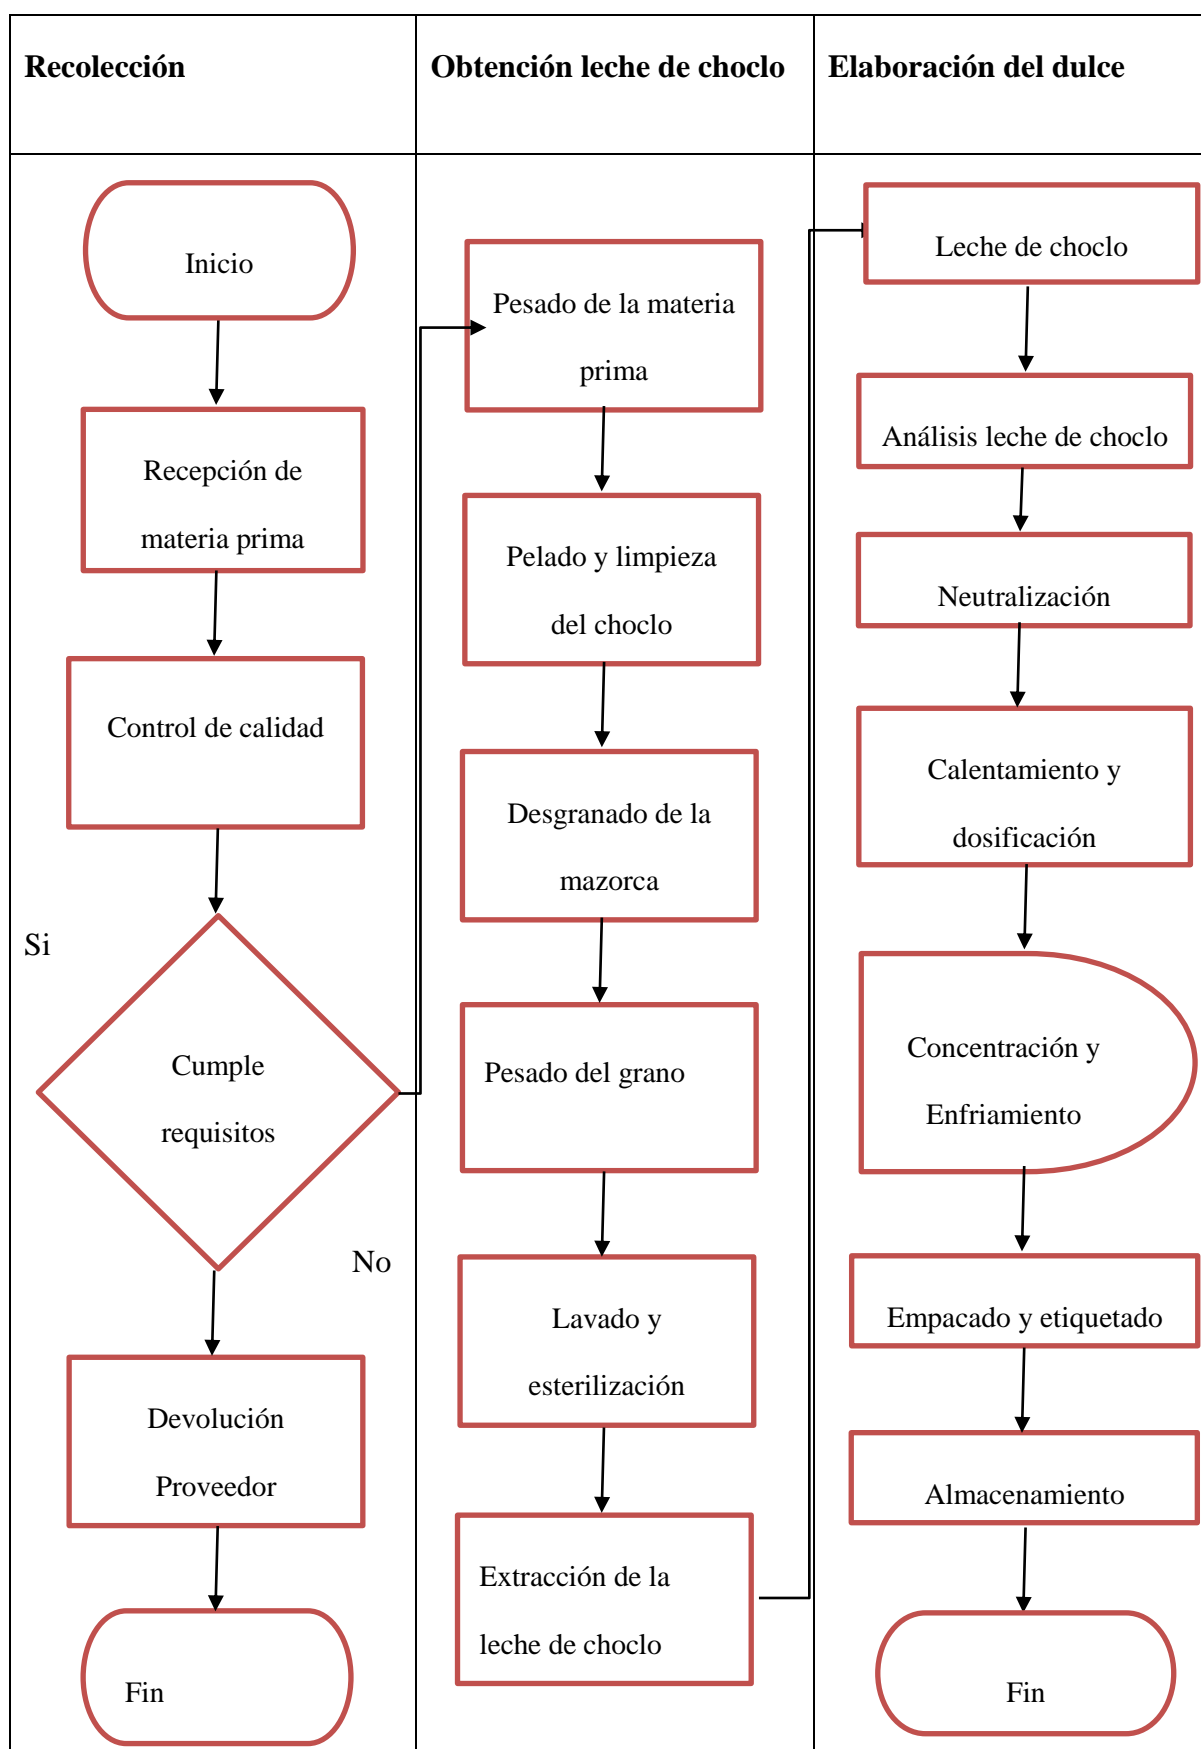 Recolección
Obtención leche de choclo
Elaboración del dulce
Inicio
Recepción de
materia prima
Control de calidad
Si
Cumple
requisitos
No
Devolución
Proveedor
Fin
Pesado de la materia
prima
Pelado y limpieza
del choclo
Desgranado de la
mazorca
Pesado del grano
Lavado y
esterilización
Extracción de la
leche de choclo
Leche de choclo
Análisis leche de choclo
Neutralización
Calentamiento y
dosificación
Concentración y
Enfriamiento
Empacado y etiquetado
Almacenamiento
Fin